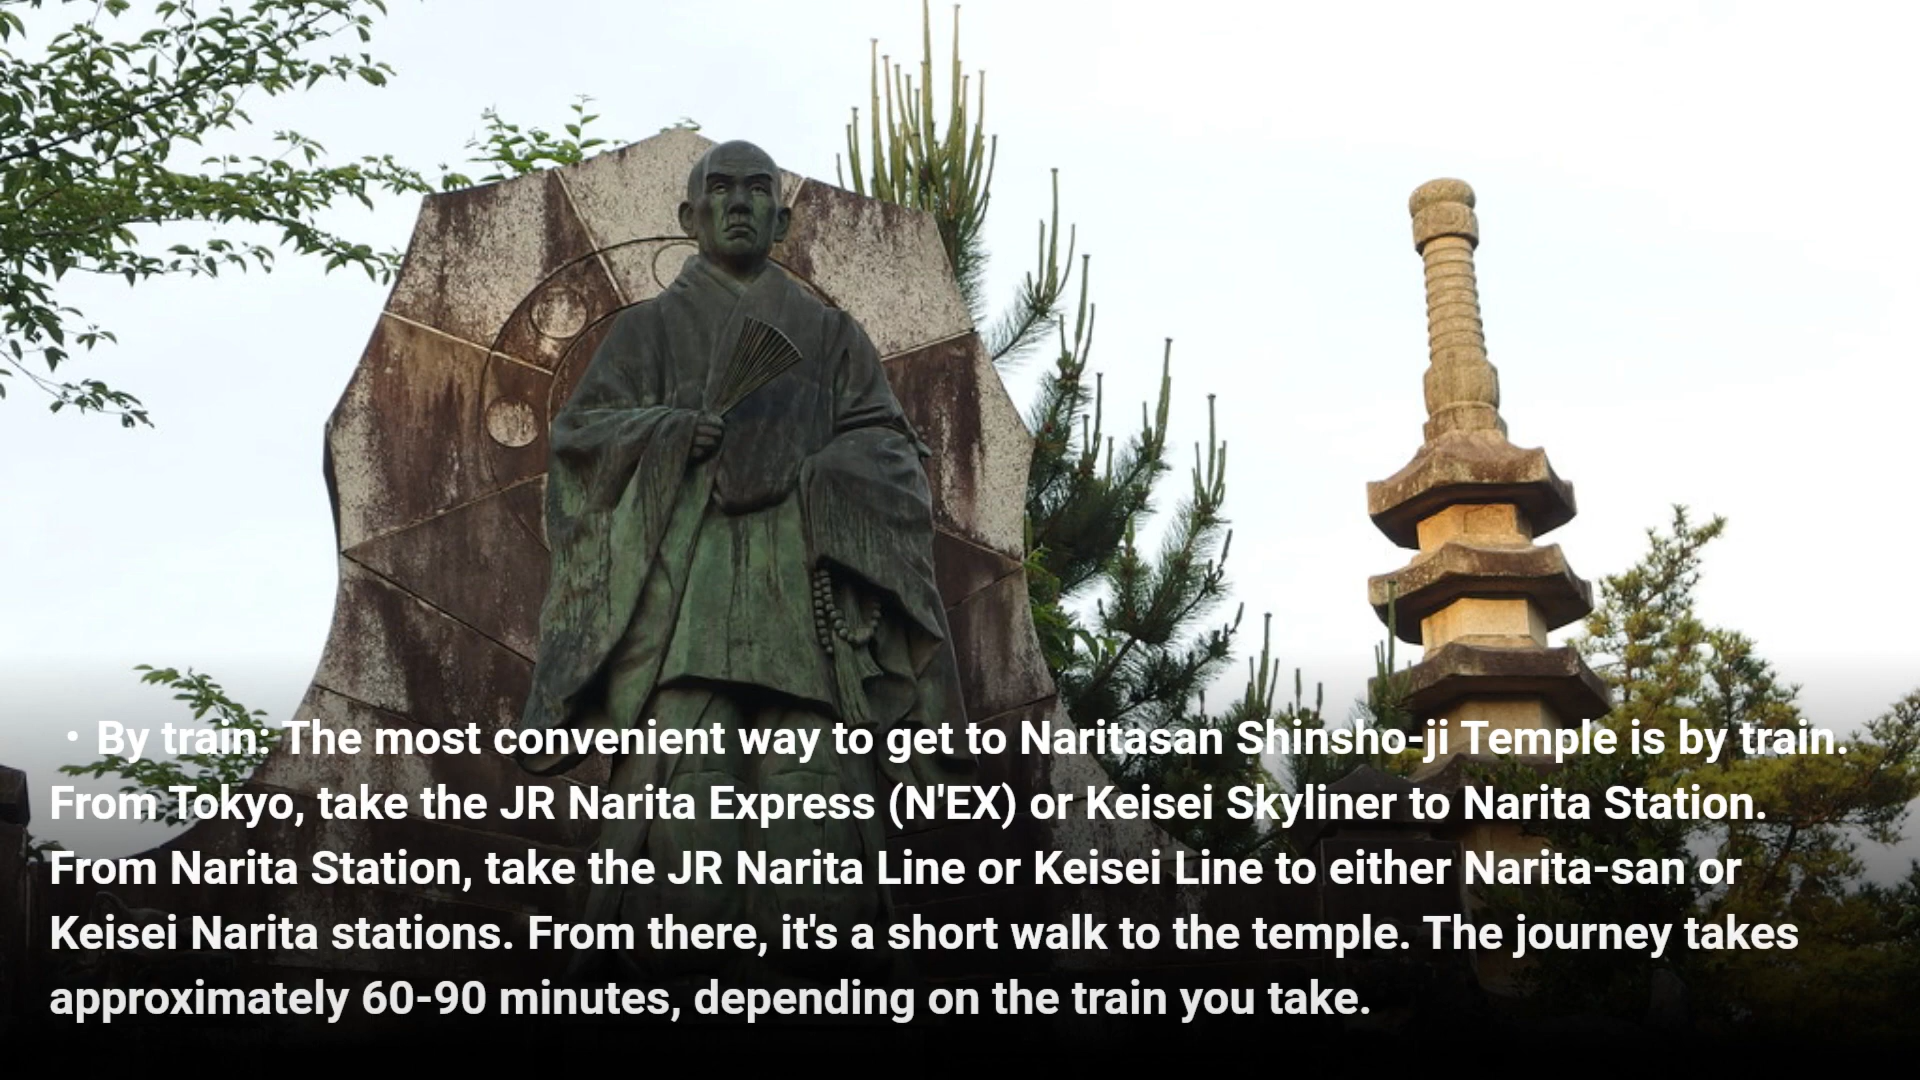 • By train: The most convenient way to get to Naritasan Shinsho-ji Temple is by train.
From Tokyo, take the JR Narita Express (N'EX) or Keisei Skyliner to Narita Station.
From Narita Station, take the JR Narita Line or Keisei Line to either Narita-san or
Keisei Narita stations. From there, it's a short walk to the temple. The journey takes
approximately 60-90 minutes, depending on the train you take.